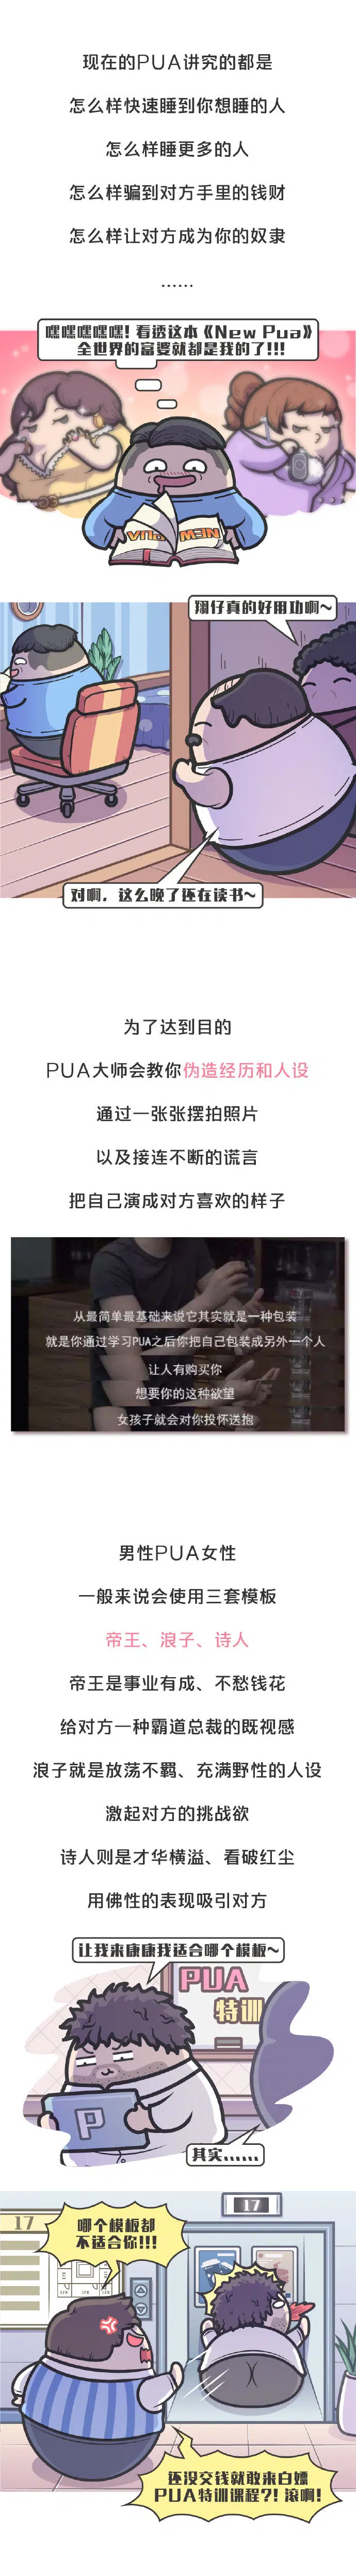 现在的PUA讲究的都是
怎么样快速睡到你想睡的人
怎么样睡更多的人
怎么样骗到对方手里的钱财
怎么样让对方成为你的奴隶
……
嘿嘿嘿嘿嘿！看透这本《New Pua》
全世界的富婆就都是我的了!!!
NEW PUA
翔仔真的好用功啊~
对啊，这么晚了还在读书~
为了达到目的
PUA大师会教你伪造经历和人设
通过一张张摆拍照片
以及接连不断的谎言
把自己演成对方喜欢的样子
从最简单最基础来说它其实就是一种包装
就是你通过学习PUA之后你把自己包装成另外一个人
让人有购买你
想要你的这种欲望
女孩子就会对你投怀送抱
男性PUA女性
一般来说会使用三套模板
帝王、浪子、诗人
帝王是事业有成、不愁钱花
给对方一种霸道总裁的既视感
浪子就是放荡不羁、充满野性的人设
激起对方的挑战欲
诗人则是才华横溢、看破红尘
用佛性的表现吸引对方
让我来康康我适合哪个模板~
PUA
特训
P
其实……
17
17
哪个模板都
不适合你!!!
还没交钱就敢来白嫖
PUA特训课程?! 滚啊!